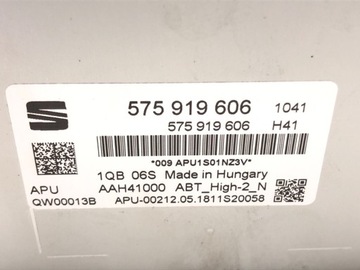 575 919 606 1041
575 919 606 H41
*009 APU1S01NZ3V*
1QB 06S Made in Hungary
APU AAH41000 ABT_High-2_N
QW00013B APU-00212.05.1811S20058